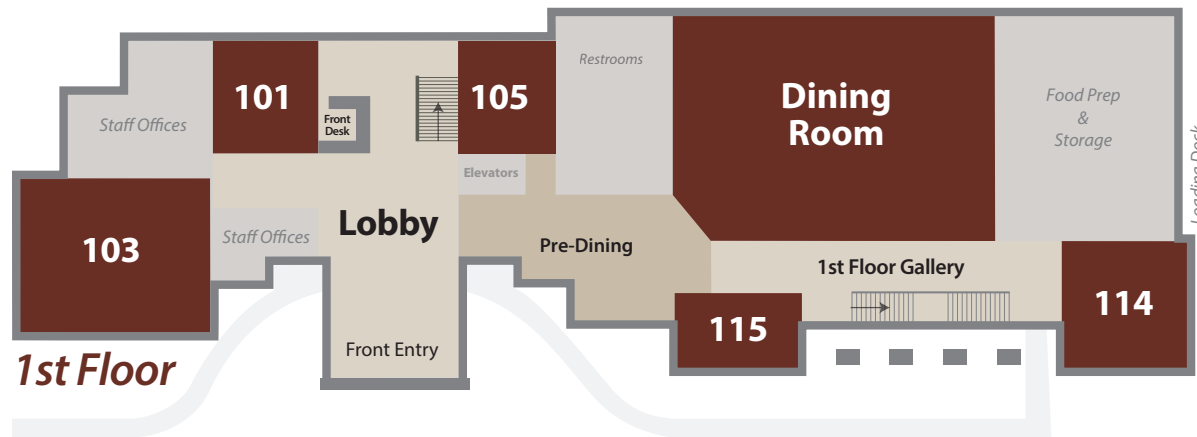 Staff Offices
101
Front
Desk
105
Restrooms
Dining
Room
Food Prep
&
Storage
Loading Dock
Elevators
103
Staff Offices
Lobby
Pre-Dining
1st Floor Gallery
115
114
Front Entry
1st Floor